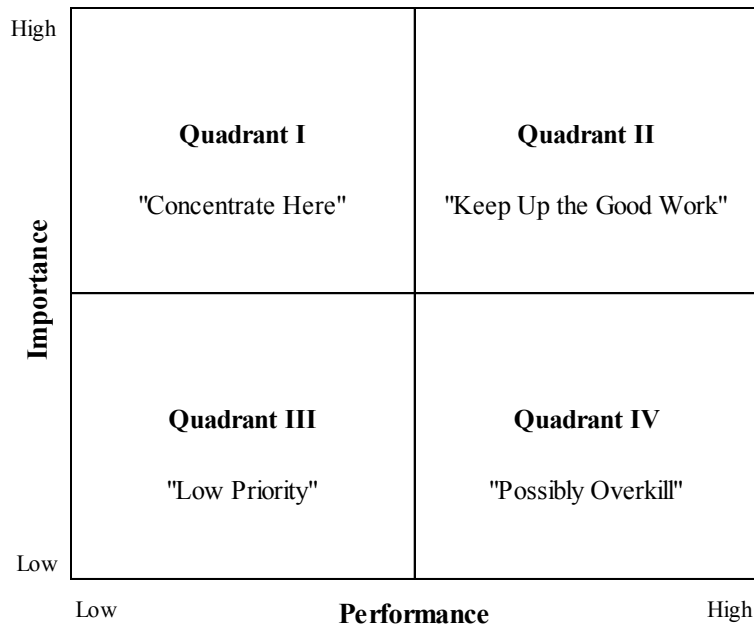 High
Quadrant I
Quadrant II
"Concentrate Here"
"Keep Up the Good Work"
Importance
Quadrant III
Quadrant IV
"Low Priority"
"Possibly Overkill"
Low
Low
Performance
High